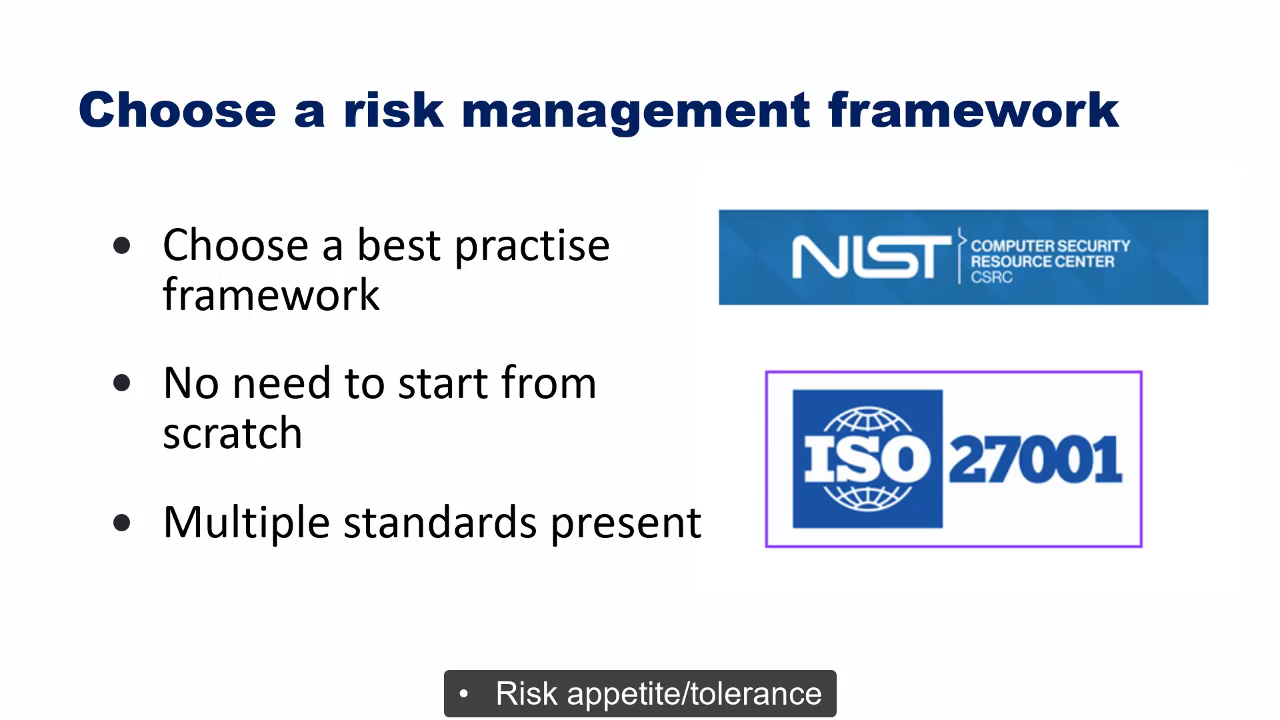 Choose a risk management framework
• Choose a best practise
framework
• No need to start from
scratch
• Multiple standards present
NIST
COMPUTER SECURITY
RESOURCE CENTER
CSRC
ISO 27001
• Risk appetite/tolerance